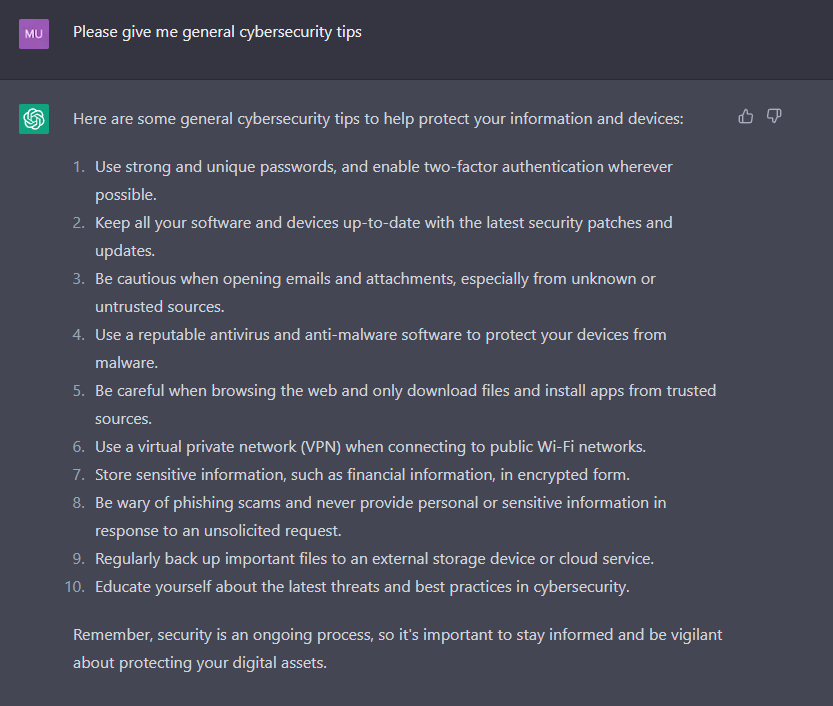 MU
Please give me general cybersecurity tips
Here are some general cybersecurity tips to help protect your information and devices:
1. Use strong and unique passwords, and enable two-factor authentication wherever
possible.
2. Keep all your software and devices up-to-date with the latest security patches and
updates.
3. Be cautious when opening emails and attachments, especially from unknown or
untrusted sources.
4. Use a reputable antivirus and anti-malware software to protect your devices from
malware.
5. Be careful when browsing the web and only download files and install apps from trusted
sources.
6. Use a virtual private network (VPN) when connecting to public Wi-Fi networks.
7. Store sensitive information, such as financial information, in encrypted form.
8. Be wary of phishing scams and never provide personal or sensitive information in
response to an unsolicited request.
9. Regularly back up important files to an external storage device or cloud service.
10. Educate yourself about the latest threats and best practices in cybersecurity.
Remember, security is an ongoing process, so it's important to stay informed and be vigilant
about protecting your digital assets.